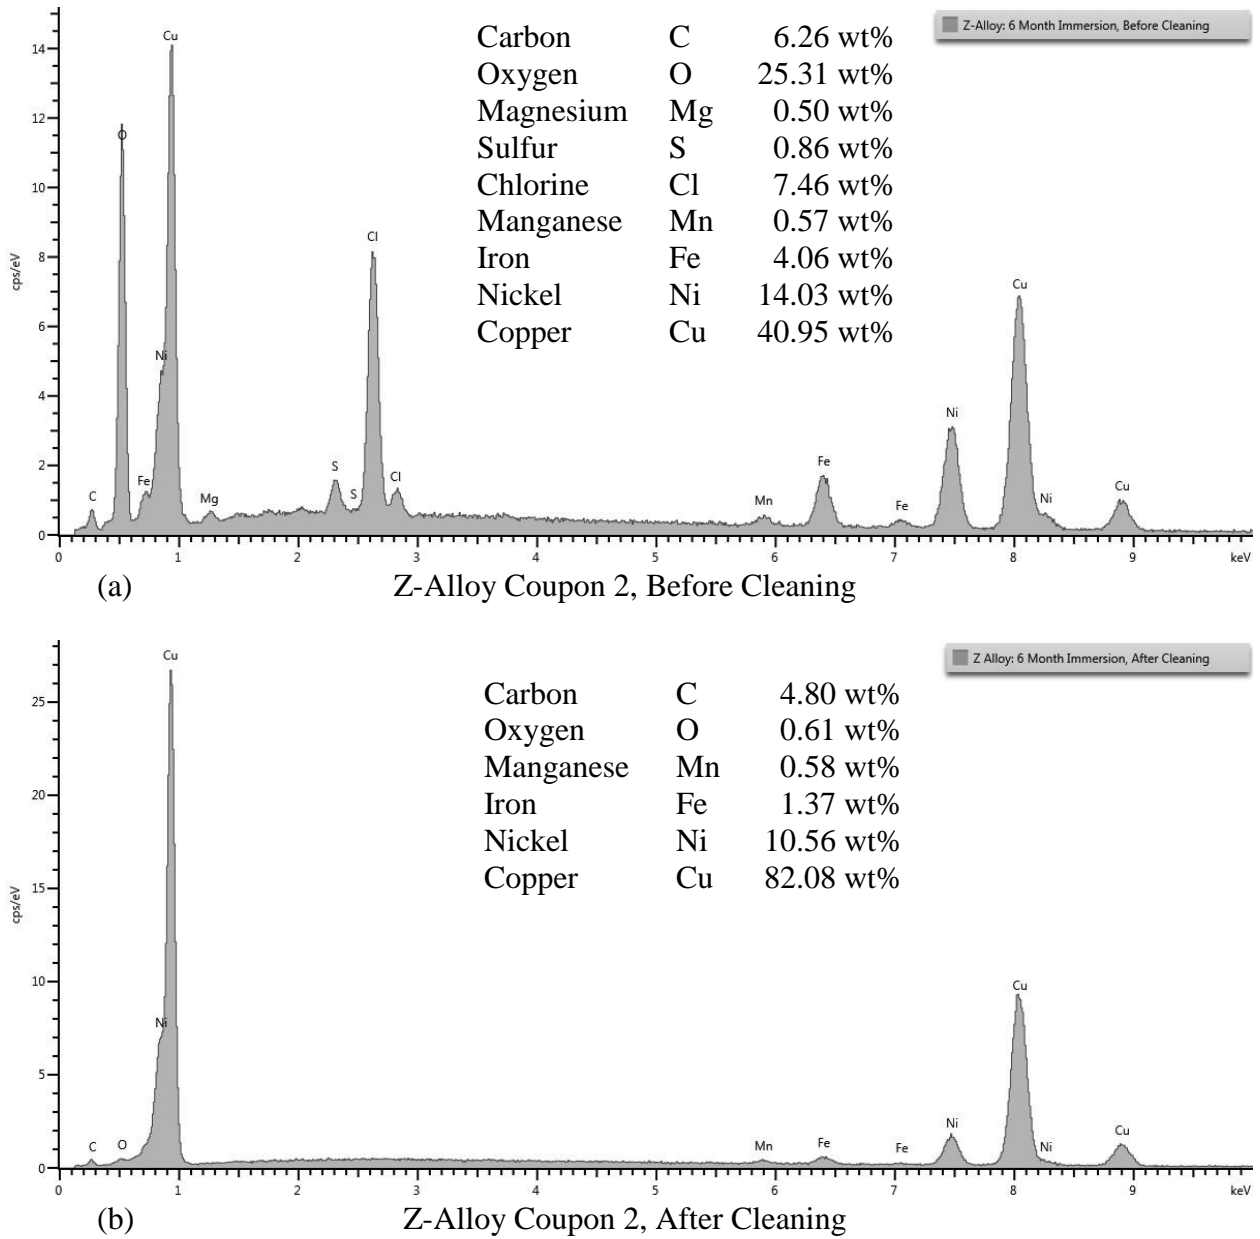 Z-Alloy: 6 Month Immersion, Before Cleaning
Carbon C 6.26 wt%
Oxygen O 25.31 wt%
Magnesium Mg 0.50 wt%
Sulfur S 0.86 wt%
Chlorine Cl 7.46 wt%
Manganese Mn 0.57 wt%
Iron Fe 4.06 wt%
Nickel Ni 14.03 wt%
Copper Cu 40.95 wt%
cps/eV
14
12
10
8
6
4
2
0
C
O
Fe
Ni
Cu
Mg
S
S
Cl
Cl
Mn
Fe
Fe
Ni
Cu
Ni
Cu
0 1 2 3 4 5 6 7 8 9 keV
(a) Z-Alloy Coupon 2, Before Cleaning
Z Alloy: 6 Month Immersion, After Cleaning
Carbon C 4.80 wt%
Oxygen O 0.61 wt%
Manganese Mn 0.58 wt%
Iron Fe 1.37 wt%
Nickel Ni 10.56 wt%
Copper Cu 82.08 wt%
cps/eV
25
20
15
10
5
0
C
O
Ni
Cu
Mn
Fe
Fe
Ni
Cu
Ni
Cu
0 1 2 3 4 5 6 7 8 9 keV
(b) Z-Alloy Coupon 2, After Cleaning